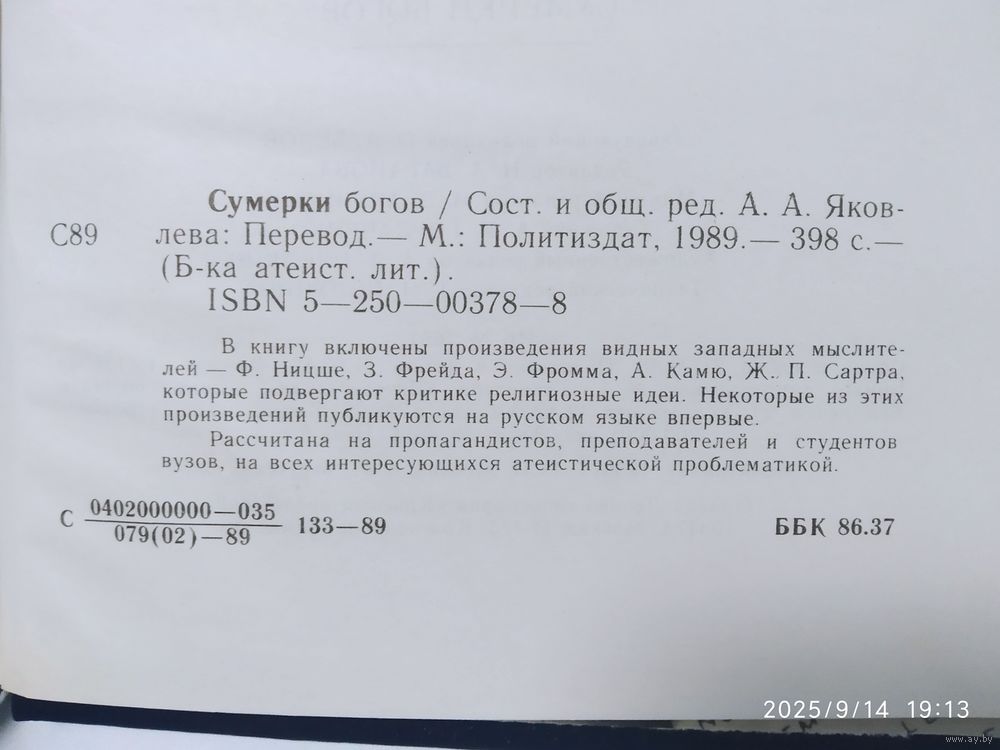 Сумерки богов / Сост. и общ. ред. А. А. Яков-
С89 лева: Перевод.— М.: Политиздат, 1989.— 398 с.—
(Б-ка атеист. лит.).
ISBN 5—250—00378—8
В книгу включены произведения видных западных мыслите-
лей — Ф. Ницше, З. Фрейда, Э. Фромма, А. Камю, Ж. П. Сартра,
которые подвергают критике религиозные идеи. Некоторые из этих
произведений публикуются на русском языке впервые.
Рассчитана на пропагандистов, преподавателей и студентов
вузов, на всех интересующихся атеистической проблематикой.
0402000000—035
С 133—89 ББК 86.37
079(02)—89
2025/9/14 19:13
www.ay.by